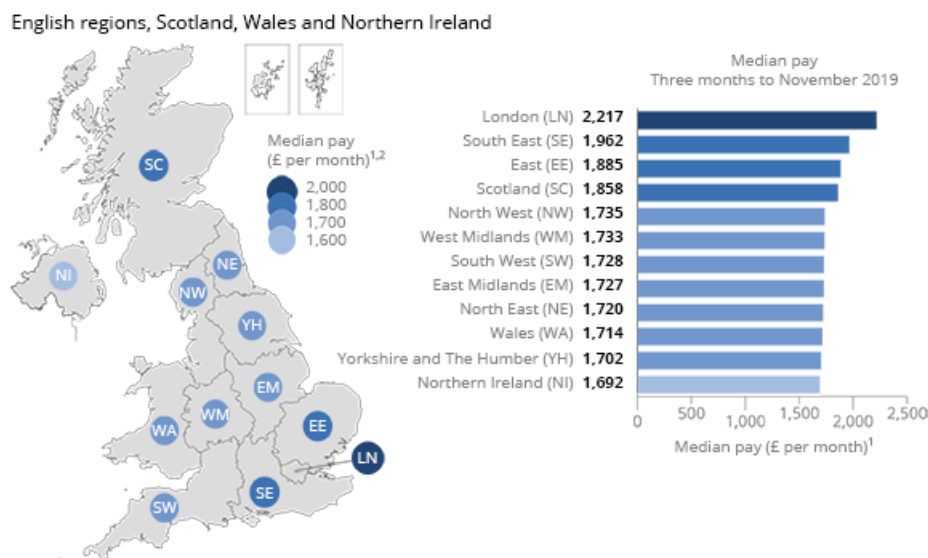 English regions, Scotland, Wales and Northern Ireland
SC
NI
NE
NW
YH
EM
WM
WA
EE
LN
SE
SW
Median pay
(£ per month)¹,²
2,000
1,800
1,700
1,600
Median pay
Three months to November 2019
London (LN) 2,217
South East (SE) 1,962
East (EE) 1,885
Scotland (SC) 1,858
North West (NW) 1,735
West Midlands (WM) 1,733
South West (SW) 1,728
East Midlands (EM) 1,727
North East (NE) 1,720
Wales (WA) 1,714
Yorkshire and The Humber (YH) 1,702
Northern Ireland (NI) 1,692
0 500 1,000 1,500 2,000 2,500
Median pay (£ per month)¹